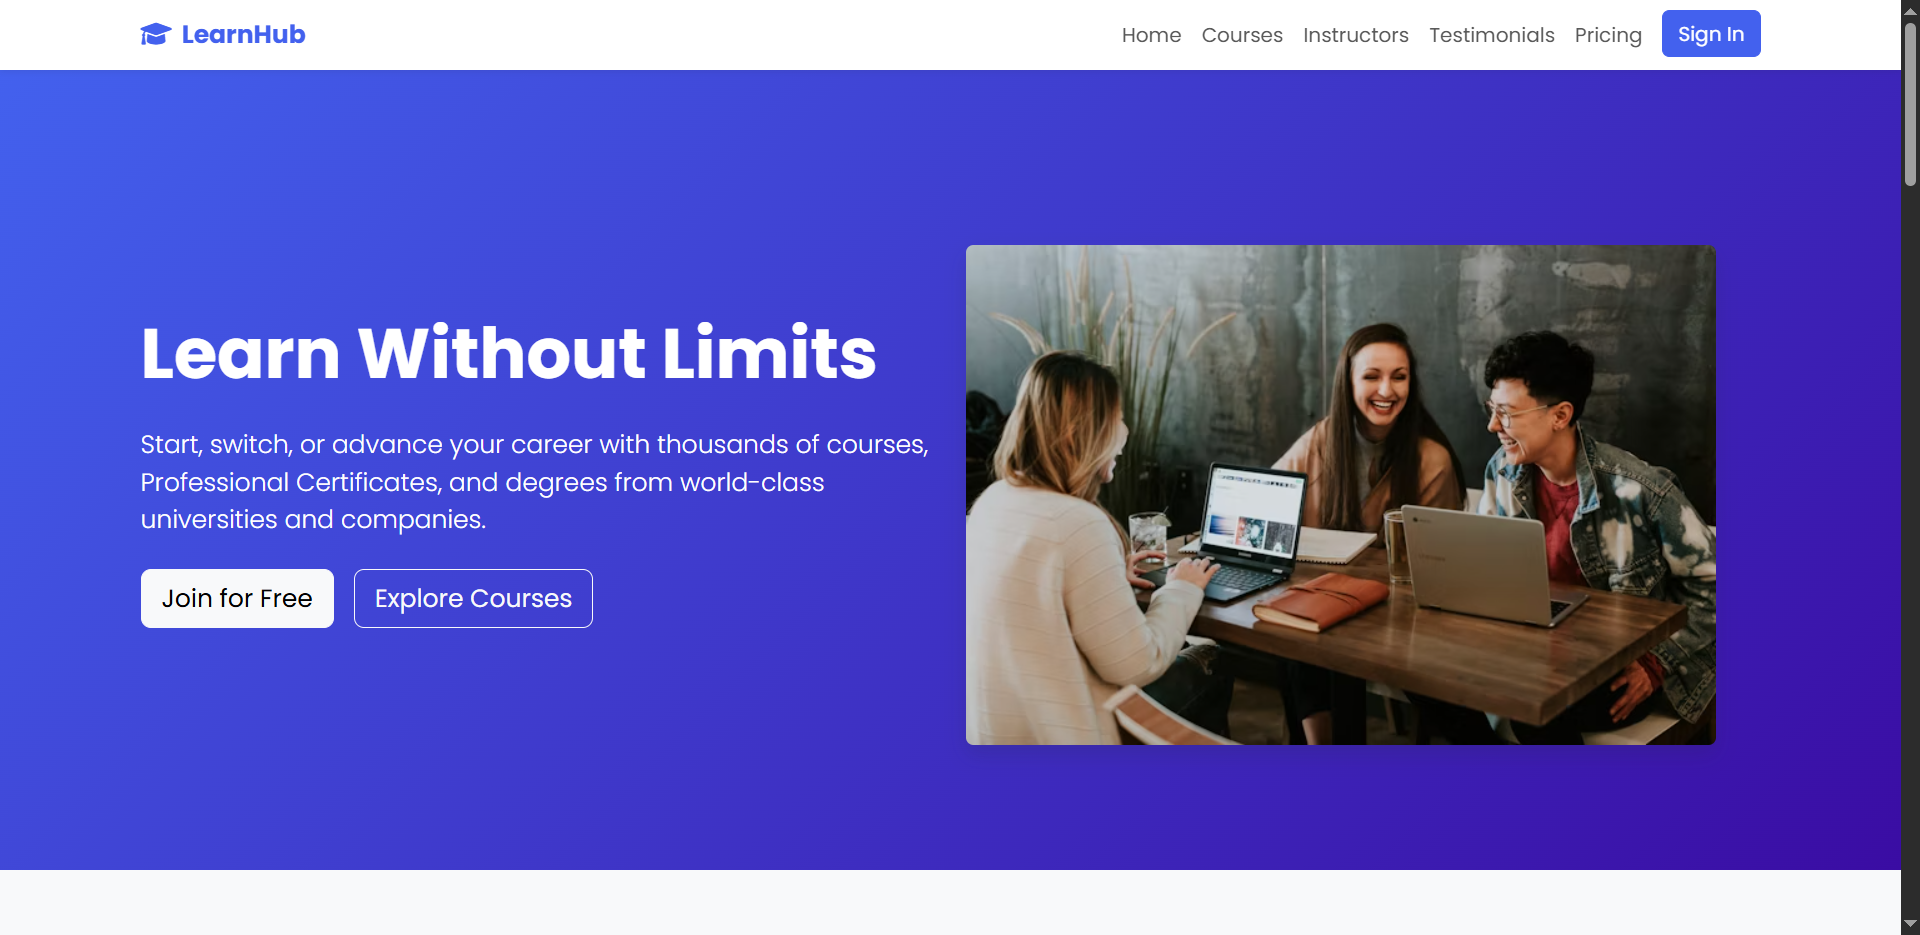 LearnHub
Home Courses Instructors Testimonials Pricing Sign In
Learn Without Limits
Start, switch, or advance your career with thousands of courses,
Professional Certificates, and degrees from world-class
universities and companies.
Join for Free Explore Courses